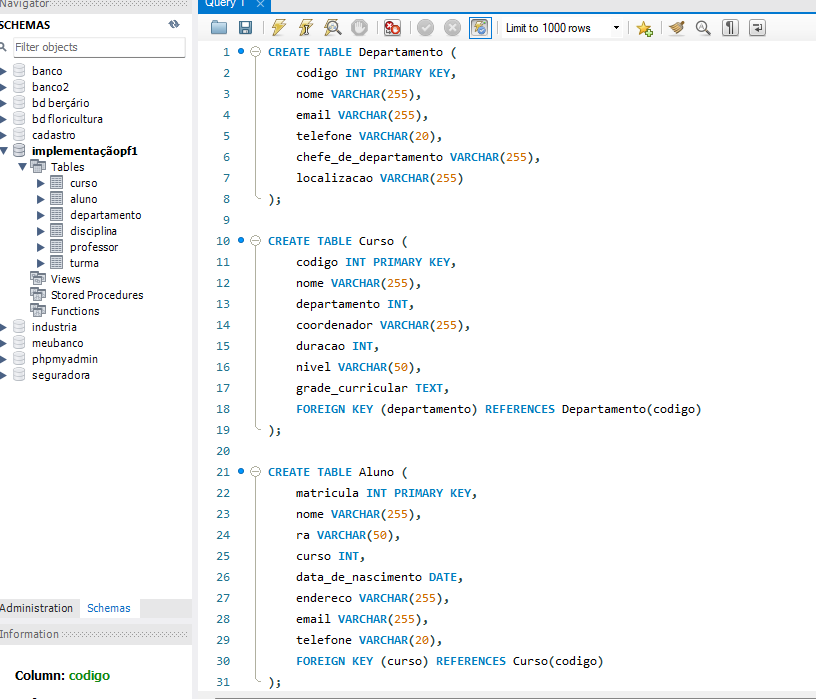 Navigator
Query 1
SCHEMAS
Filter objects
banco
banco2
bd berçário
bd floricultura
cadastro
implementaçãopf1
Tables
curso
aluno
departamento
disciplina
professor
turma
Views
Stored Procedures
Functions
industria
meubanco
phpmyadmin
seguradora
Administration Schemas
Information
Column: codigo
Limit to 1000 rows
1 CREATE TABLE Departamento (
2 codigo INT PRIMARY KEY,
3 nome VARCHAR(255),
4 email VARCHAR(255),
5 telefone VARCHAR(20),
6 chefe_de_departamento VARCHAR(255),
7 localizacao VARCHAR(255)
8 );
9
10 CREATE TABLE Curso (
11 codigo INT PRIMARY KEY,
12 nome VARCHAR(255),
13 departamento INT,
14 coordenador VARCHAR(255),
15 duracao INT,
16 nivel VARCHAR(50),
17 grade_curricular TEXT,
18 FOREIGN KEY (departamento) REFERENCES Departamento(codigo)
19 );
20
21 CREATE TABLE Aluno (
22 matricula INT PRIMARY KEY,
23 nome VARCHAR(255),
24 ra VARCHAR(50),
25 curso INT,
26 data_de_nascimento DATE,
27 endereco VARCHAR(255),
28 email VARCHAR(255),
29 telefone VARCHAR(20),
30 FOREIGN KEY (curso) REFERENCES Curso(codigo)
31 );